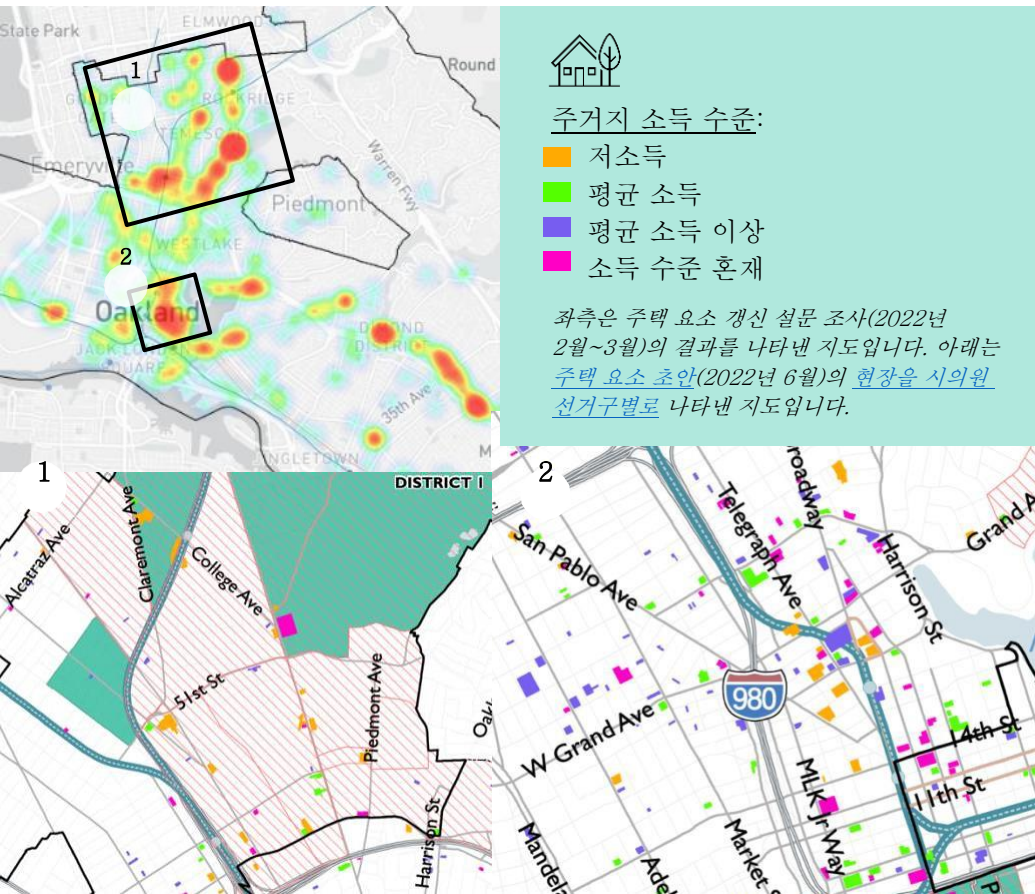 State Park
ELMWOOD
Round
1
ROCKRIDGE
TEMESC
Emeryville
Warren Fwy
Piedmont
WESTLAKE
2
Oakland
JACK LONDON
SQUARE
DIMOND
DISTRICT
35th Ave
JINGLETOWN
M
주거지 소득 수준:
저소득
평균 소득
평균 소득 이상
소득 수준 혼재
좌측은 주택 요소 갱신 설문 조사(2022년
2월~3월)의 결과를 나타낸 지도입니다. 아래는
주택 요소 초안(2022년 6월)의 현장을 시의원
선거구별로 나타낸 지도입니다.
1
DISTRICT I
Alcatraz Ave
Claremont Ave
College Ave
51st St
Piedmont Ave
Oakl
Harrison St
2
San Pablo Ave
Telegraph Ave
roadway
Harrison St
Grand A
980
W Grand Ave
14th St
11th St
MLK Jr Way
Mandela
Adel
Market S
P